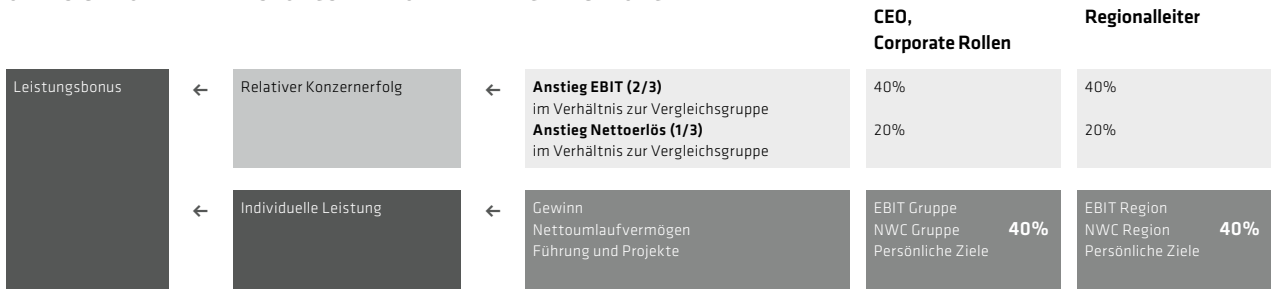 CEO,
Corporate Rollen
Regionalleiter
Leistungsbonus
←
Relativer Konzernerfolg
←
Anstieg EBIT (2/3)
im Verhältnis zur Vergleichsgruppe
Anstieg Nettoerlös (1/3)
im Verhältnis zur Vergleichsgruppe
40%
20%
40%
20%
←
Individuelle Leistung
←
Gewinn
Nettoumlaufvermögen
Führung und Projekte
EBIT Gruppe
NWC Gruppe 40%
Persönliche Ziele
EBIT Region
NWC Region 40%
Persönliche Ziele